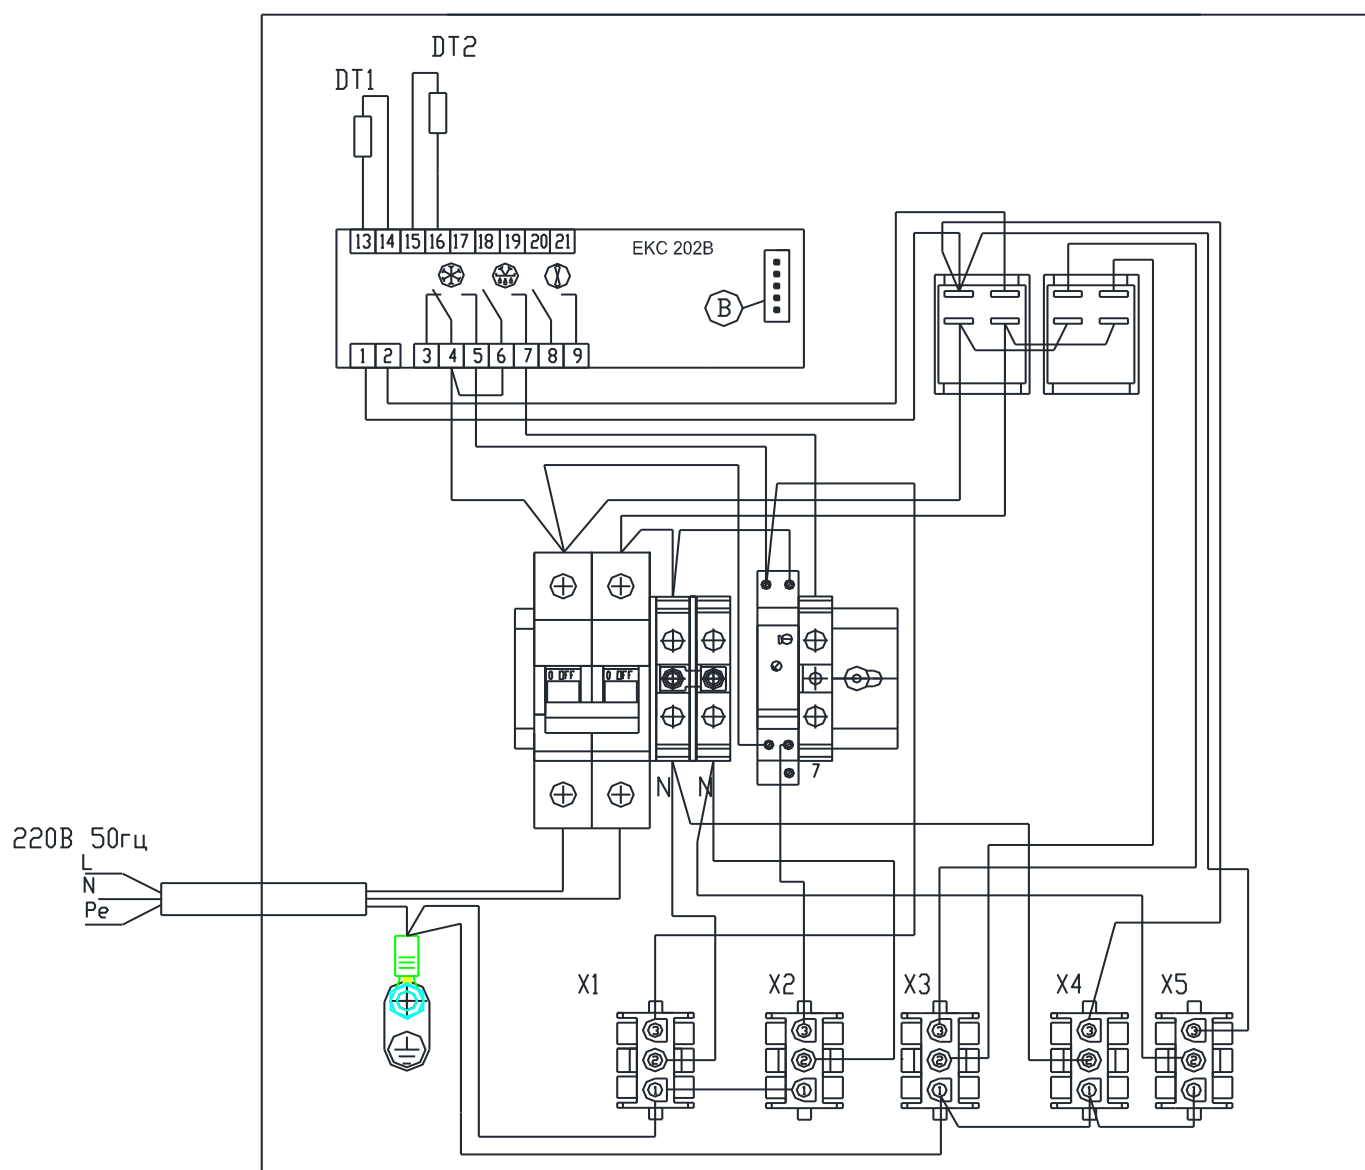 DT2
DT1
13 14 15 16 17 18 19 20 21
EKC 202B
B
1 2 3 4 5 6 7 8 9
0 OFF 0 OFF
N N 7
220В 50гц
L
N
Pe
X1 X2 X3 X4 X5
3 3 3 3 3
2 2 2 2 2
1 1 1 1 1